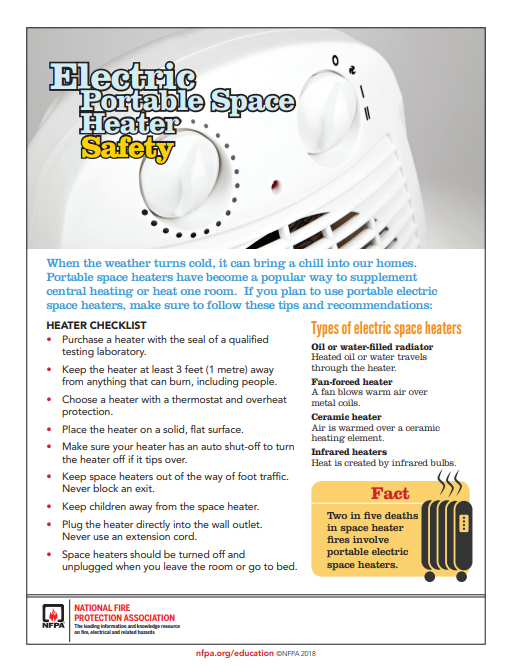 Electric
Portable Space
Heater
Safety
O
I
II
When the weather turns cold, it can bring a chill into our homes.
Portable space heaters have become a popular way to supplement
central heating or heat one room.  If you plan to use portable electric
space heaters, make sure to follow these tips and recommendations:
HEATER CHECKLIST
• Purchase a heater with the seal of a qualified
testing laboratory.
• Keep the heater at least 3 feet (1 metre) away
from anything that can burn, including people.
• Choose a heater with a thermostat and overheat
protection.
• Place the heater on a solid, flat surface.
• Make sure your heater has an auto shut-off to turn
the heater off if it tips over.
• Keep space heaters out of the way of foot traffic.
Never block an exit.
• Keep children away from the space heater.
• Plug the heater directly into the wall outlet.
Never use an extension cord.
• Space heaters should be turned off and
unplugged when you leave the room or go to bed.
Types of electric space heaters
Oil or water-filled radiator
Heated oil or water travels
through the heater.
Fan-forced heater
A fan blows warm air over
metal coils.
Ceramic heater
Air is warmed over a ceramic
heating element.
Infrared heaters
Heat is created by infrared bulbs.
Fact
Two in five deaths
in space heater
fires involve
portable electric
space heaters.
NFPA
NATIONAL FIRE
PROTECTION ASSOCIATION
The leading information and knowledge resource
on fire, electrical and related hazards
nfpa.org/education ©NFPA 2018